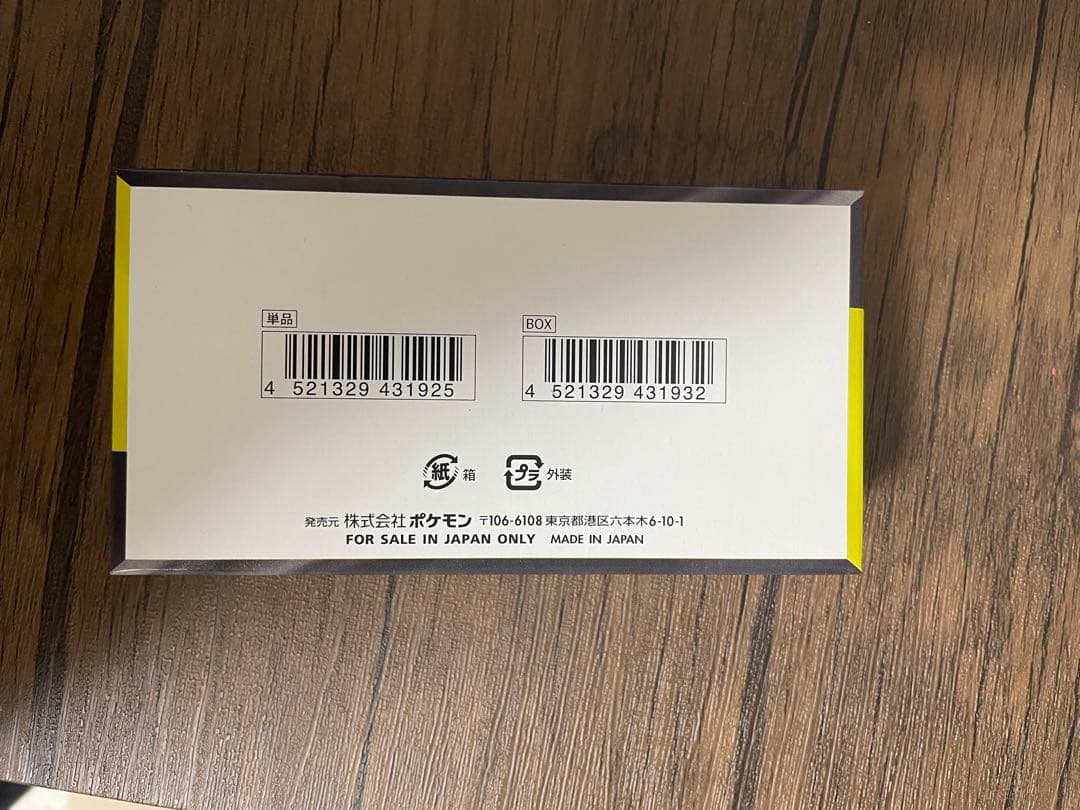 単品
4 521329 431925
BOX
4 521329 431932
紙 箱
プラ 外装
発売元 株式会社ポケモン 〒106-6108 東京都港区六本木6-10-1
FOR SALE IN JAPAN ONLY MADE IN JAPAN